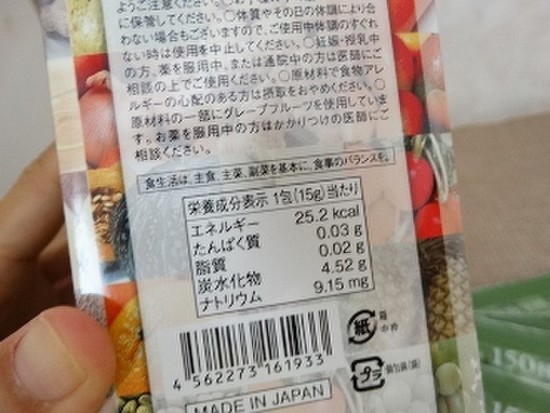 ようご注意ください。
に保管してください。○体質やその日の体調により合
わない場合もございますので、ご使用中体調のすぐれ
ない時は使用を中止してください。○妊娠・授乳中
の方、薬を服用中、または通院中の方は医師にご
相談の上でご使用ください。○原材料で食物アレ
ルギーの心配のある方は摂取をおやめください。○
原材料の一部にグレープフルーツを使用していま
す。お薬を服用中の方はかかりつけの医師にご
相談ください。
食生活は、主食、主菜、副菜を基本に、食事のバランスを。
栄養成分表示 1包(15g)当たり
エネルギー 25.2 kcal
たんぱく質 0.03 g
脂質 0.02 g
炭水化物 4.52 g
ナトリウム 9.15 mg
紙 箱
プラ 個包装(袋)
4 562273 161933
MADE IN JAPAN
150